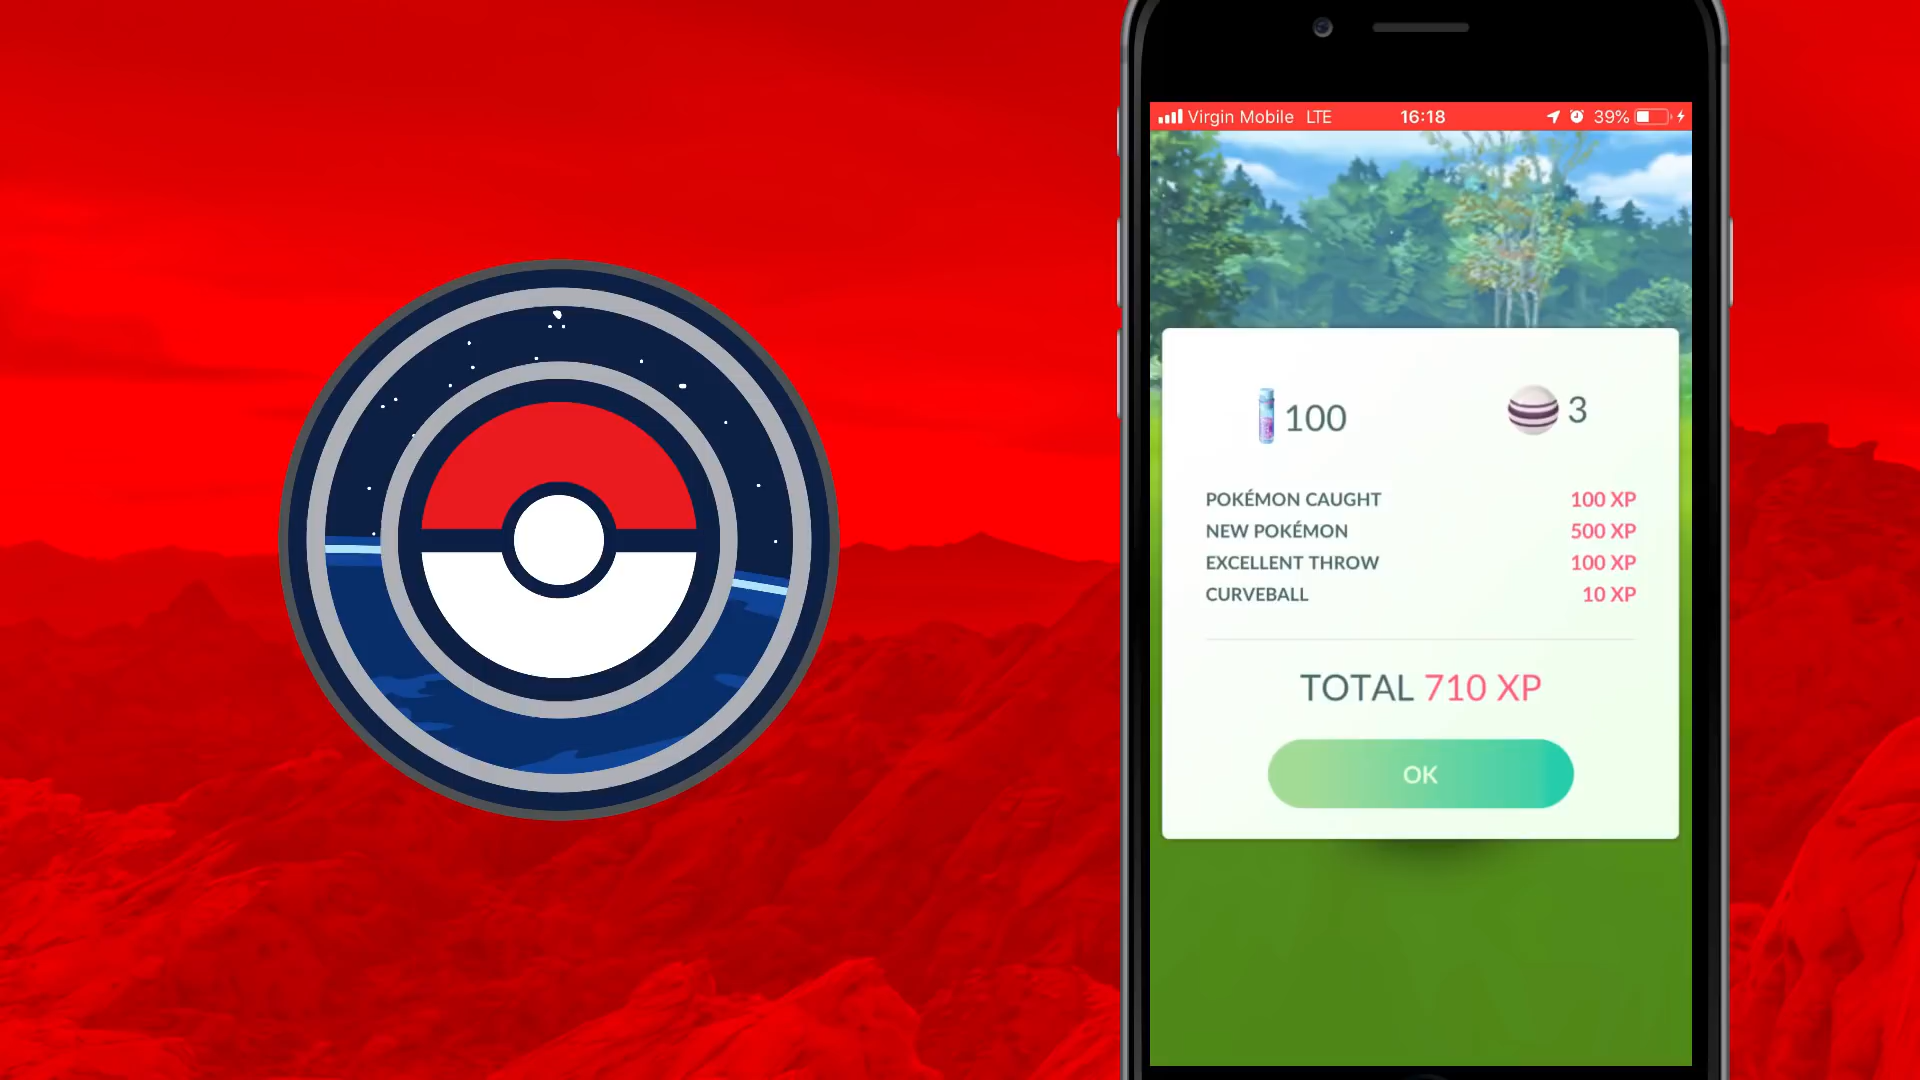 Virgin Mobile LTE 16:18 39%
100 3
POKÉMON CAUGHT 100 XP
NEW POKÉMON 500 XP
EXCELLENT THROW 100 XP
CURVEBALL 10 XP
TOTAL 710 XP
OK